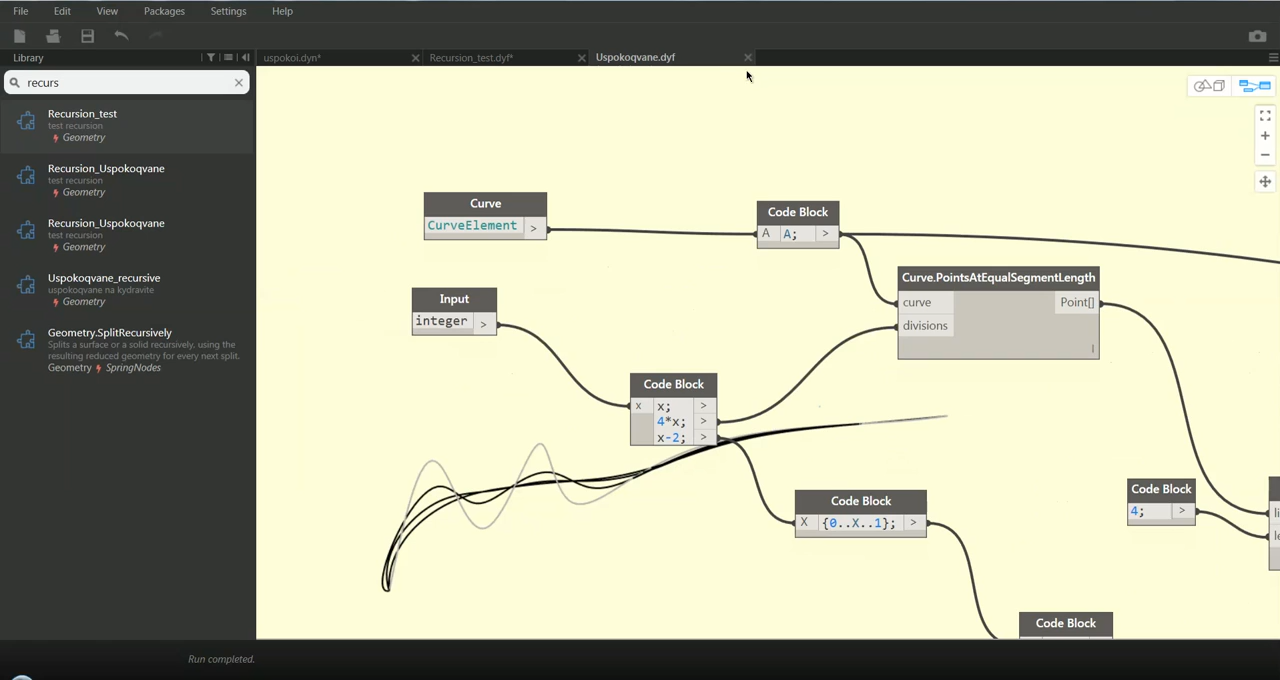 File Edit View Packages Settings Help
Library
uspokoi.dyn*
Recursion_test.dyf*
Uspokoqvane.dyf
recurs
Recursion_test
test recursion
Geometry
Recursion_Uspokoqvane
test recursion
Geometry
Recursion_Uspokoqvane
test recursion
Geometry
Uspokoqvane_recursive
uspokoqvane na kydravite
Geometry
Geometry.SplitRecursively
Splits a surface or a solid recursively, using the
resulting reduced geometry for every next split.
Geometry SpringNodes
Curve
CurveElement >
Code Block
A A; >
Curve.PointsAtEqualSegmentLength
curve Point[]
divisions
Input
integer >
Code Block
x x; >
4*x; >
x-2; >
Code Block
X {0..X..1}; >
Code Block
4; >
li
le
Code Block
Run completed.